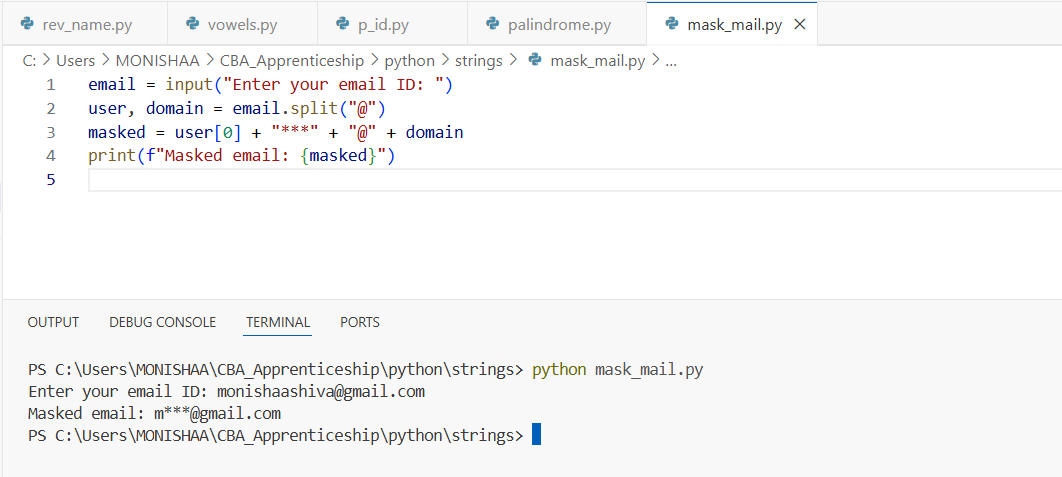 rev_name.py vowels.py p_id.py palindrome.py mask_mail.py
C: > Users > MONISHAA > CBA_Apprenticeship > python > strings > mask_mail.py > ...
1 email = input("Enter your email ID: ")
2 user, domain = email.split("@")
3 masked = user[0] + "***" + "@" + domain
4 print(f"Masked email: {masked}")
5
OUTPUT DEBUG CONSOLE TERMINAL PORTS
PS C:\Users\MONISHAA\CBA_Apprenticeship\python\strings> python mask_mail.py
Enter your email ID: monishaashiva@gmail.com
Masked email: m***@gmail.com
PS C:\Users\MONISHAA\CBA_Apprenticeship\python\strings>